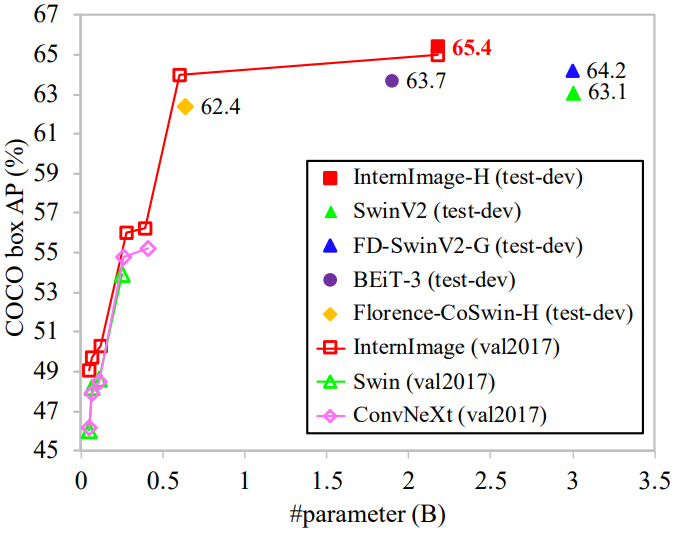 67
65
63
61
59
57
55
53
51
49
47
45
COCO box AP (%)
65.4
64.2
63.7
63.1
62.4
InternImage-H (test-dev)
SwinV2 (test-dev)
FD-SwinV2-G (test-dev)
BEiT-3 (test-dev)
Florence-CoSwin-H (test-dev)
InternImage (val2017)
Swin (val2017)
ConvNeXt (val2017)
0 0.5 1 1.5 2 2.5 3 3.5
#parameter (B)